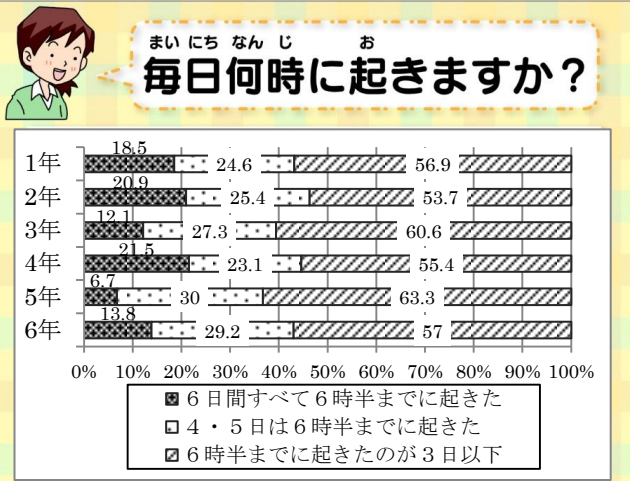 まい にち なん じ お
毎日何時に起きますか？
1年 18.5 24.6 56.9
2年 20.9 25.4 53.7
3年 12.1 27.3 60.6
4年 21.5 23.1 55.4
5年 6.7 30 63.3
6年 13.8 29.2 57
0% 10% 20% 30% 40% 50% 60% 70% 80% 90% 100%
６日間すべて６時半までに起きた
４・５日は６時半までに起きた
６時半までに起きたのが３日以下